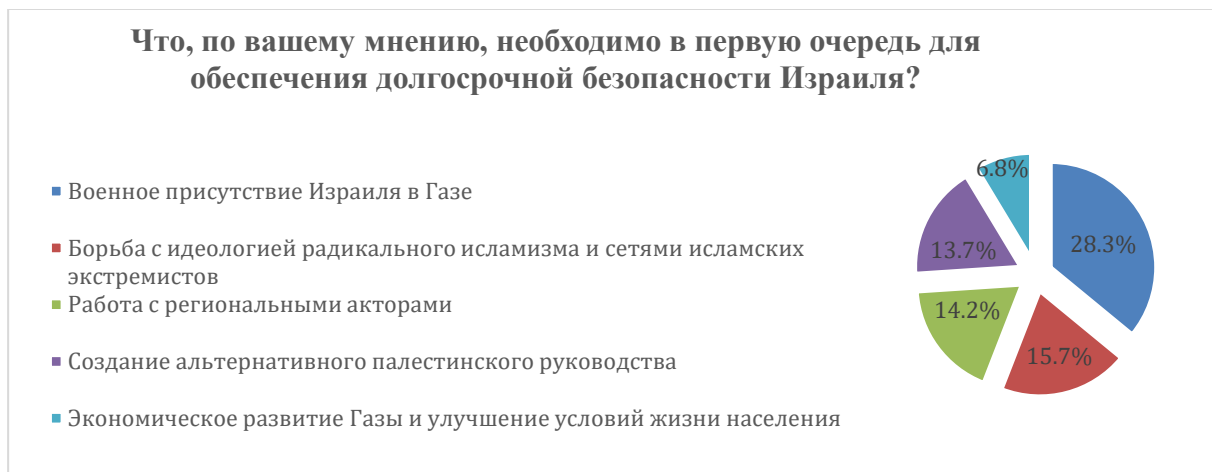 Что, по вашему мнению, необходимо в первую очередь для
обеспечения долгосрочной безопасности Израиля?
Военное присутствие Израиля в Газе
Борьба с идеологией радикального исламизма и сетями исламских
экстремистов
Работа с региональными акторами
Создание альтернативного палестинского руководства
Экономическое развитие Газы и улучшение условий жизни населения
6.8%
28.3%
13.7%
14.2%
15.7%